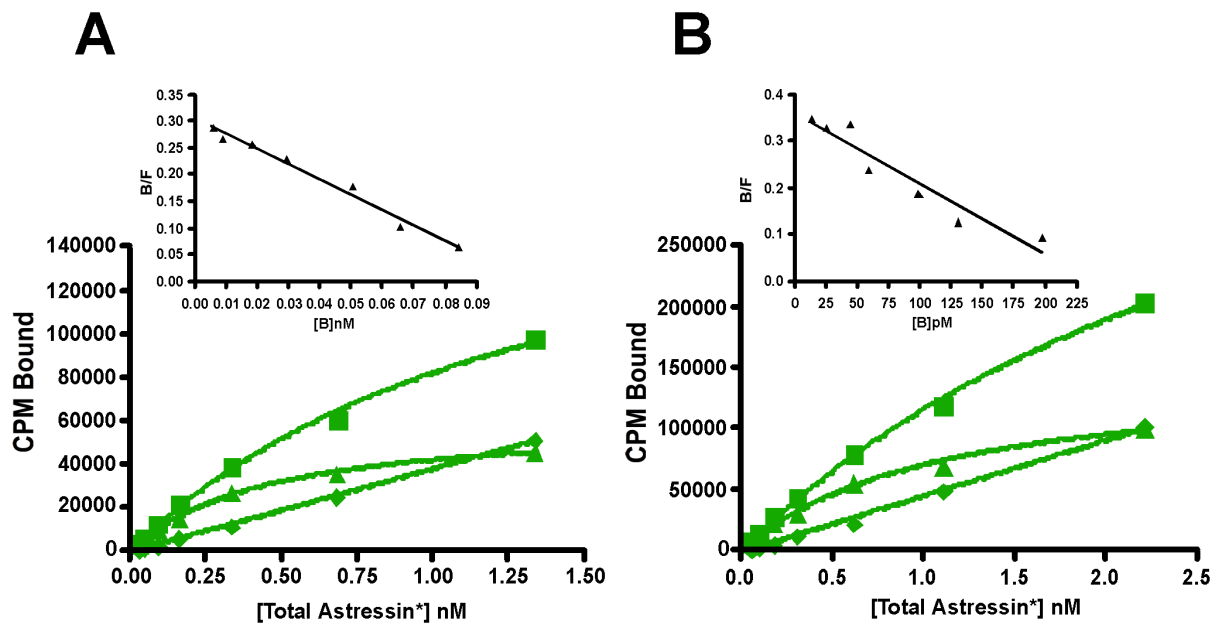 A
0.35
0.30
0.25
0.20
0.15
0.10
0.05
0.00
B/F
0.00 0.01 0.02 0.03 0.04 0.05 0.06 0.07 0.08 0.09
[B]nM
140000
120000
100000
80000
60000
40000
20000
0
CPM Bound
0.00 0.25 0.50 0.75 1.00 1.25 1.50
[Total Astressin*] nM
B
0.4
0.3
0.2
0.1
0.0
B/F
0 25 50 75 100 125 150 175 200 225
[B]pM
250000
200000
150000
100000
50000
0
CPM Bound
0.0 0.5 1.0 1.5 2.0 2.5
[Total Astressin*] nM